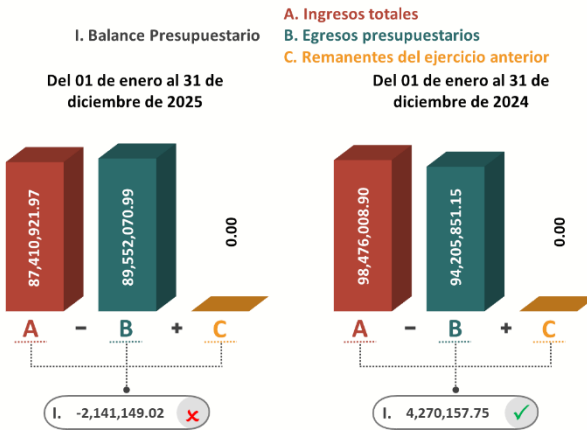 A. Ingresos totales
I. Balance Presupuestario
B. Egresos presupuestarios
C. Remanentes del ejercicio anterior
Del 01 de enero al 31 de
diciembre de 2025
Del 01 de enero al 31 de
diciembre de 2024
87,410,921.97
89,552,070.99
0.00
98,476,008.90
94,205,851.15
0.00
A - B + C
A - B + C
I. -2,141,149.02 ✗
I. 4,270,157.75 ✓